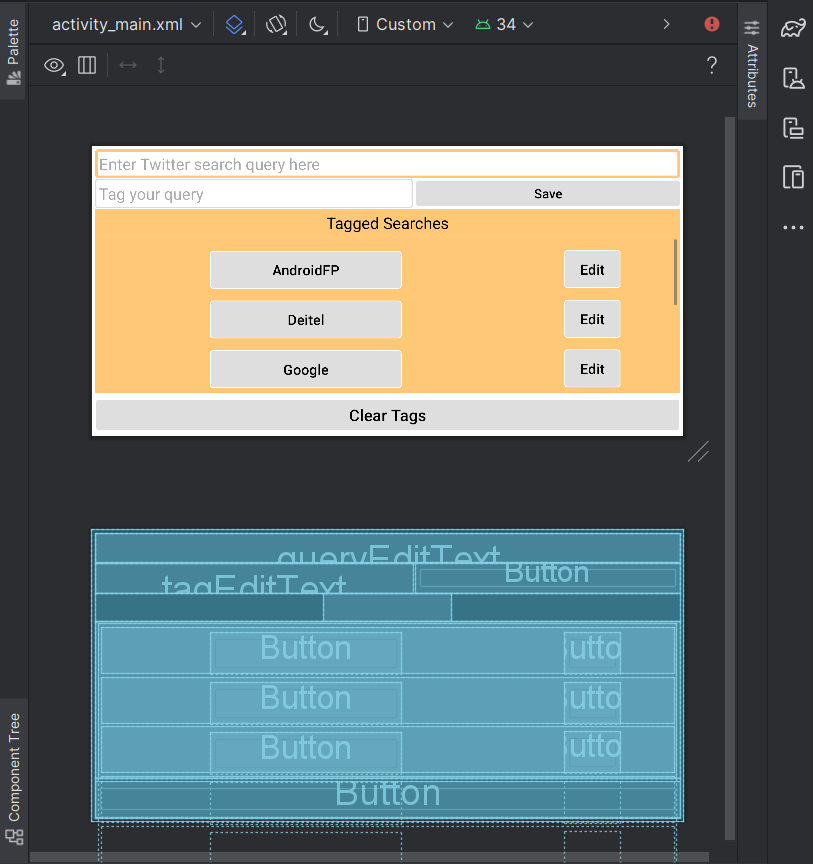 Palette
activity_main.xml
Custom
34
Attributes
?
Enter Twitter search query here
Tag your query
Save
Tagged Searches
AndroidFP
Edit
Deitel
Edit
Google
Edit
Clear Tags
queryEditText
tagEditText
Button
Button
utto
Button
utto
Button
utto
Button
Component Tree